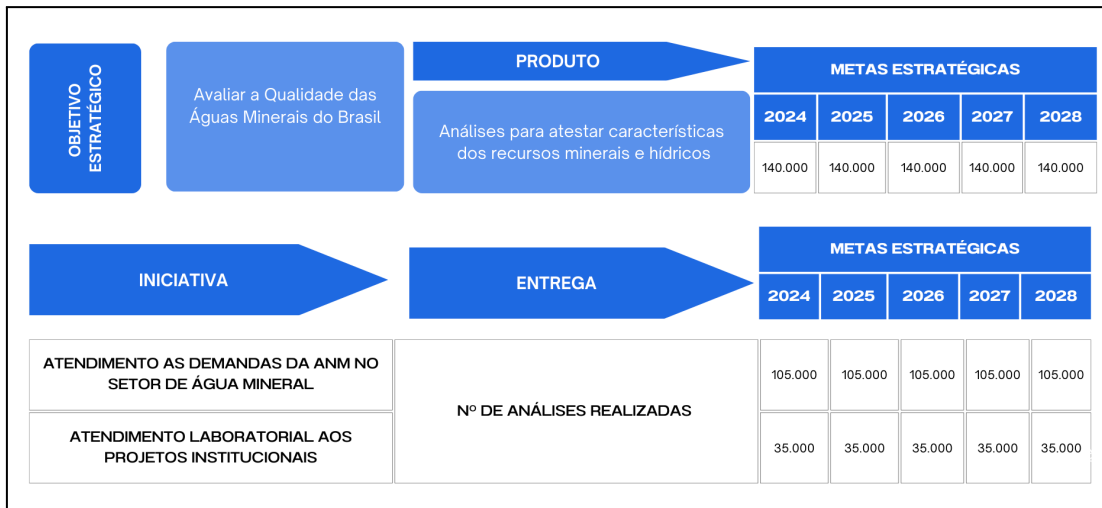 OBJETIVO
ESTRATÉGICO
Avaliar a Qualidade das
Águas Minerais do Brasil
PRODUTO
Análises para atestar características
dos recursos minerais e hídricos
METAS ESTRATÉGICAS
2024 2025 2026 2027 2028
140.000 140.000 140.000 140.000 140.000
INICIATIVA
ENTREGA
METAS ESTRATÉGICAS
2024 2025 2026 2027 2028
ATENDIMENTO AS DEMANDAS DA ANM NO
SETOR DE ÁGUA MINERAL
Nº DE ANÁLISES REALIZADAS
105.000 105.000 105.000 105.000 105.000
ATENDIMENTO LABORATORIAL AOS
PROJETOS INSTITUCIONAIS
35.000 35.000 35.000 35.000 35.000